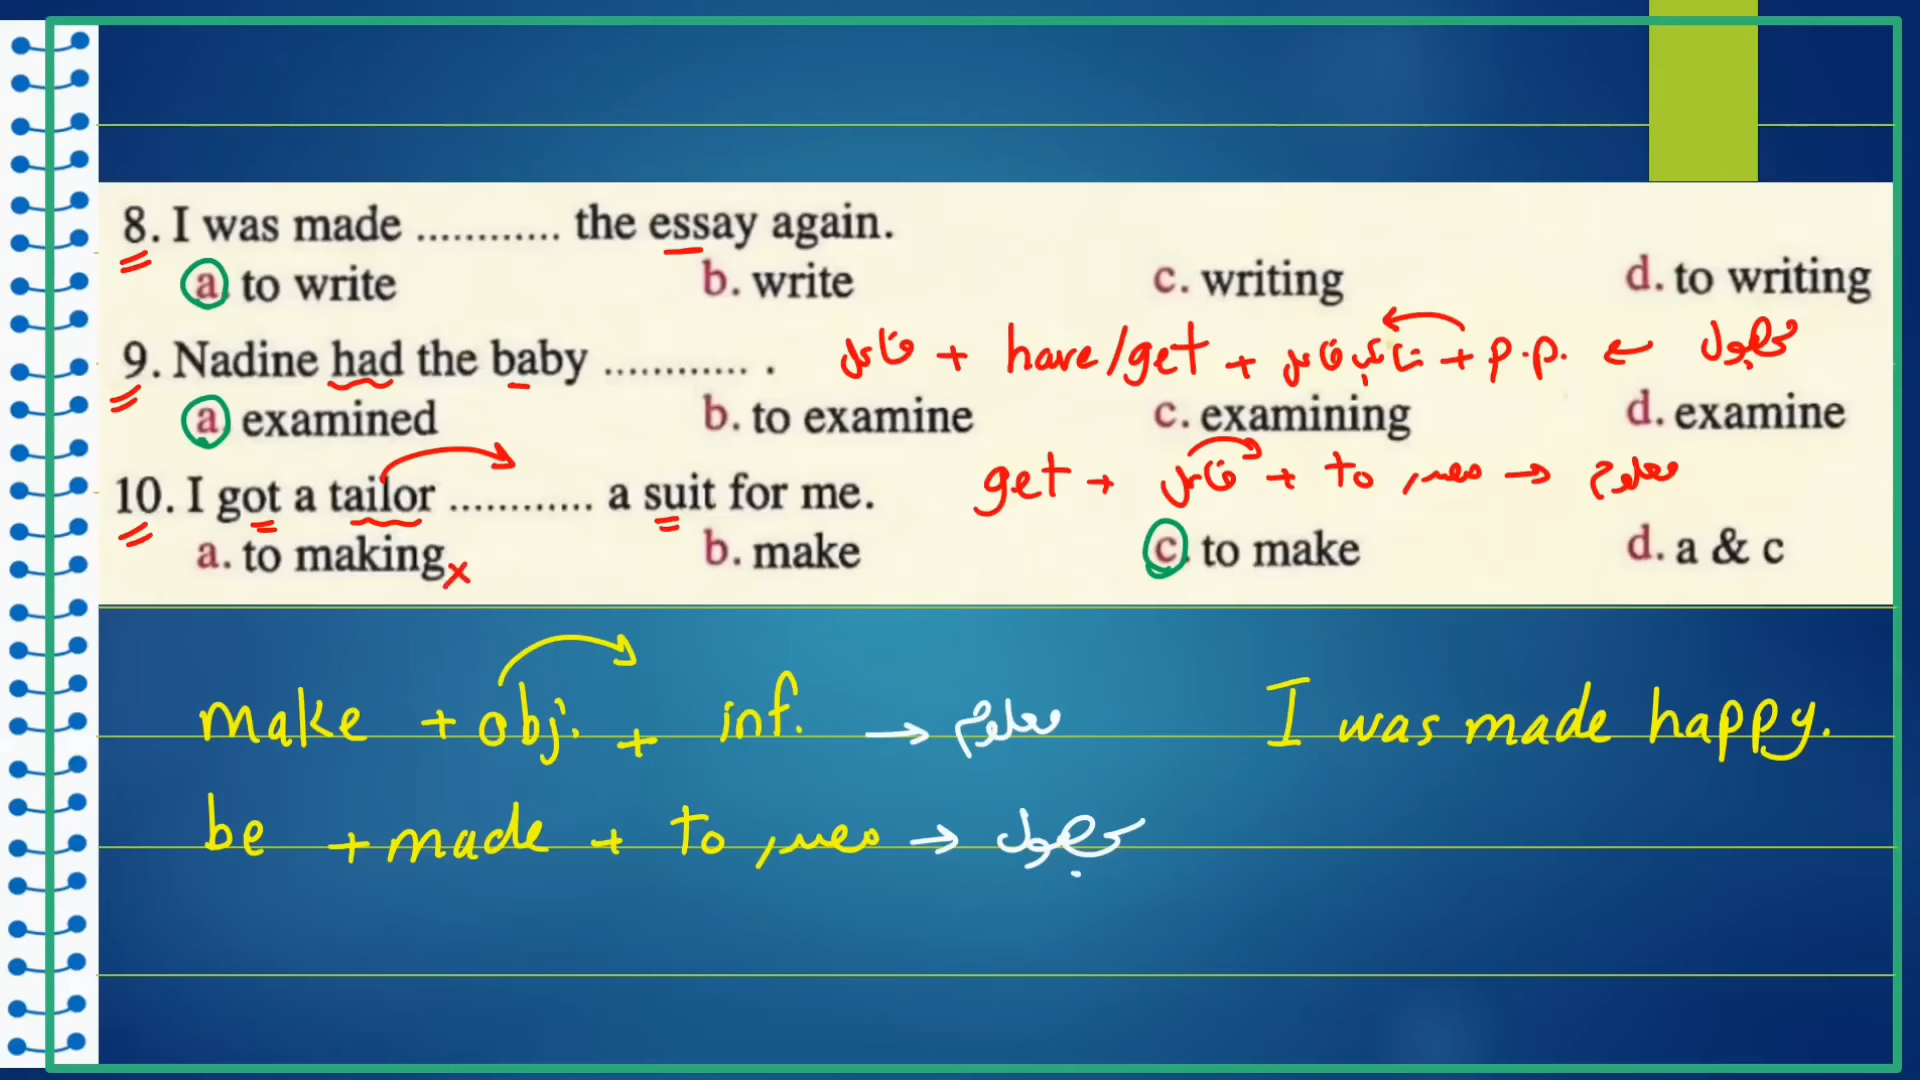 8. I was made ............ the essay again.
a. to write b. write c. writing d. to writing
9. Nadine had the baby ............ .
فاعل + have/get + نائب فاعل + p.p. ← مجهول
a. examined b. to examine c. examining d. examine
10. I got a tailor ............ a suit for me.
get + فاعل + to مصدر → معلوم
a. to making x b. make c. to make d. a & c
make + obj. + inf. → معلوم
I was made happy.
be + made + to مصدر → مجهول